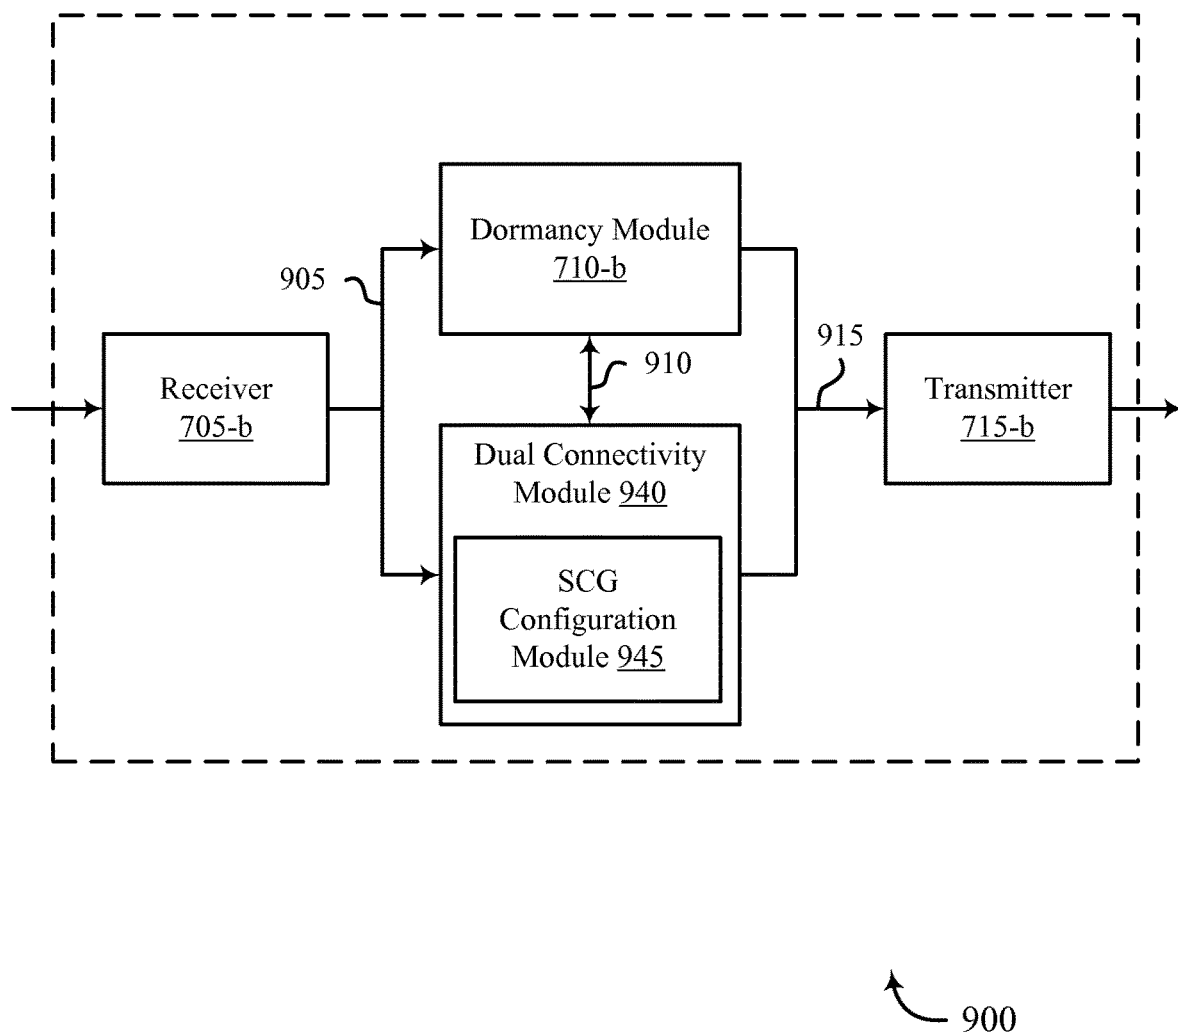 Dormancy Module
710-b
905
910
915
Receiver
705-b
Transmitter
715-b
Dual Connectivity
Module 940
SCG
Configuration
Module 945
900